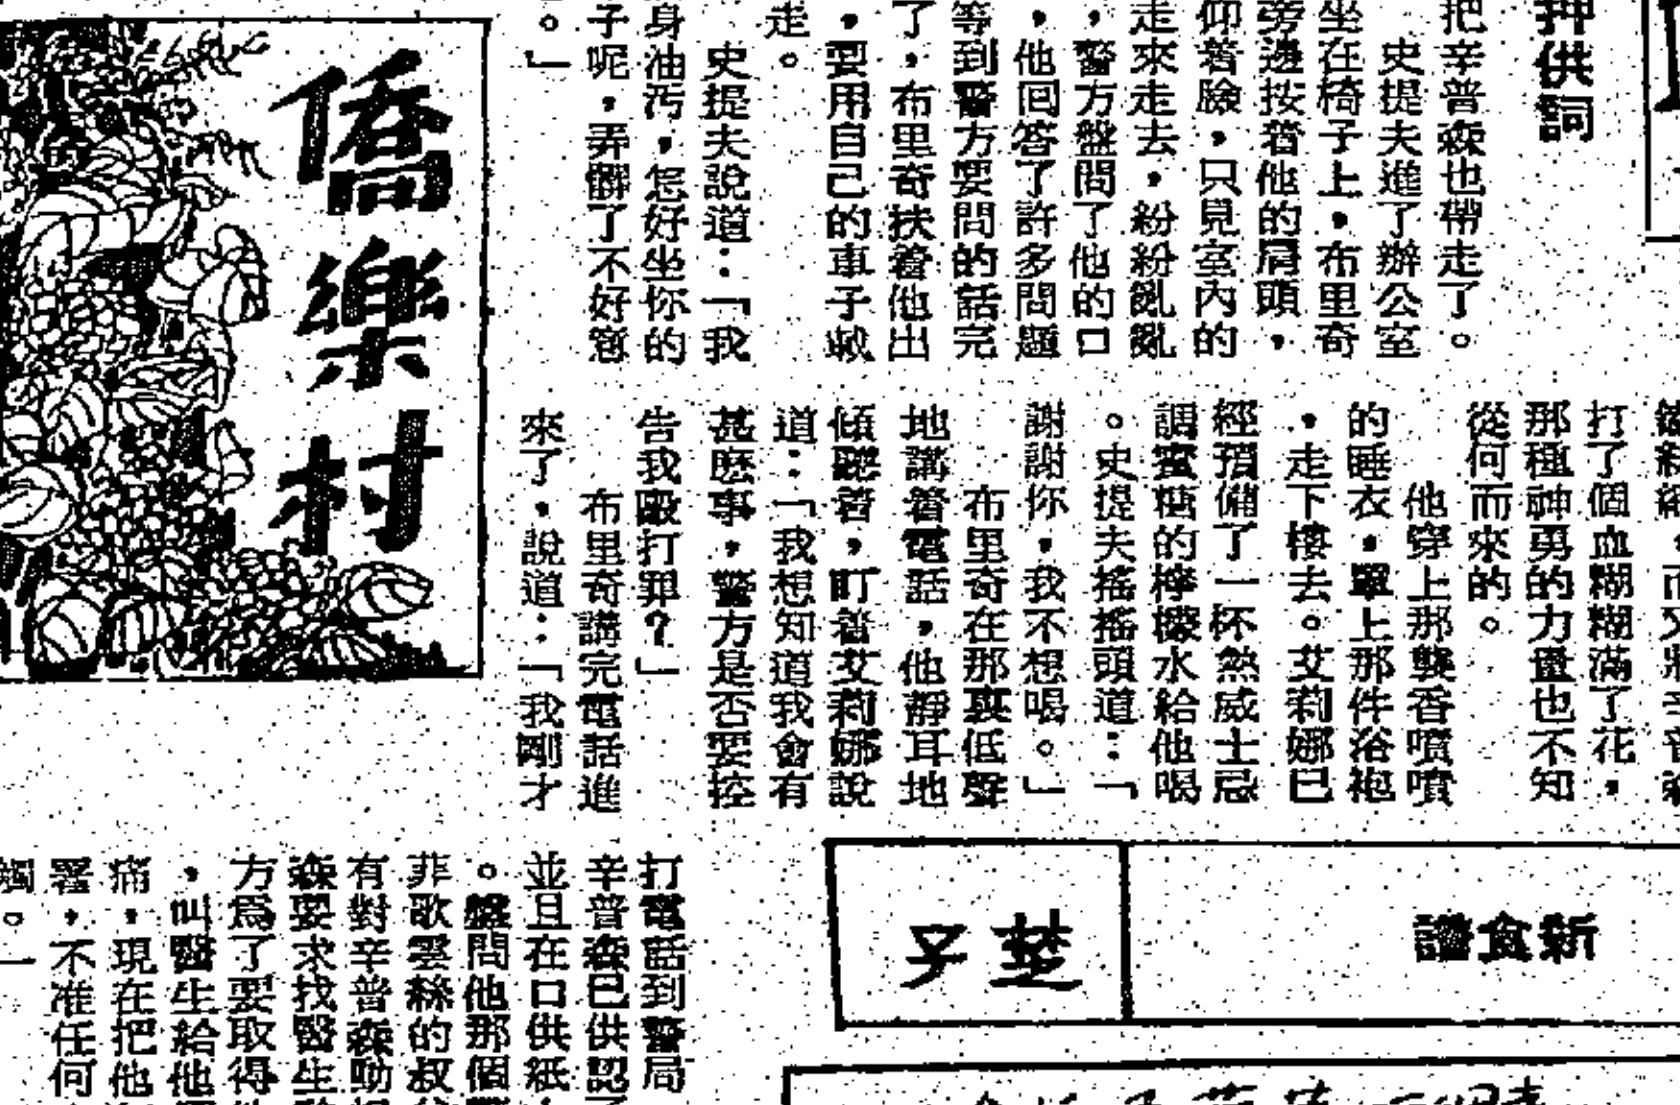 押供詞
把辛普森也帶走了。
史提夫進了辦公室
坐在椅子上,布里奇
旁邊按着他的肩頭,
仰着臉,只見室內的
走來走去,紛紛亂亂
,警方盤問了他的口
,他回答了許多問題
等到警方要問的話完
了,布里奇扶着他出
,要用自己的車子載
走。
史提夫說道:「我
身油污,怎好坐你的
子呢,弄髒了不好意
。」
僑樂村
打了個血糊糊滿了花,
那種神勇的力量也不知
從何而來的。
他穿上那襲香噴噴
的睡衣,單上那件浴袍
,走下樓去。艾莉娜已
經預備了一杯熱威士忌
調蜜糖的檸檬水給他喝
。史提夫搖搖頭道:「
謝謝你,我不想喝。」
布里奇在那裏低聲
地講着電話,他靜耳地
傾聽着,盯着艾莉娜說
道:「我想知道我會有
甚麼事,警方是否要控
告我毆打罪?」
布里奇講完電話進
來了,說道:「我剛才
打電話到警局
辛普森已供認
並且在口供紙
。盤問他那個
菲歌雲絲的叔
有對辛普森動
森要求找醫生
方爲了要取得
,叫醫生給他
痛,現在把他
署,不准任何
觸。
新食譜
楚子